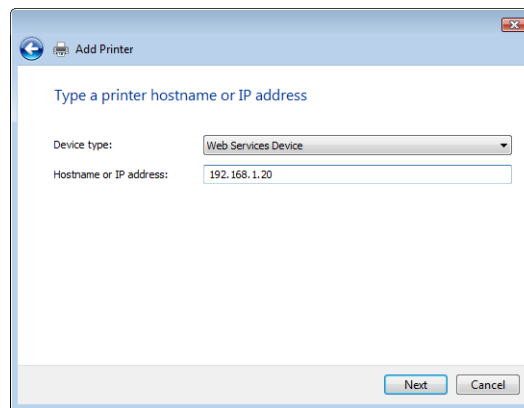 Add Printer
Type a printer hostname or IP address
Device type: Web Services Device
Hostname or IP address: 192.168.1.20
Next Cancel